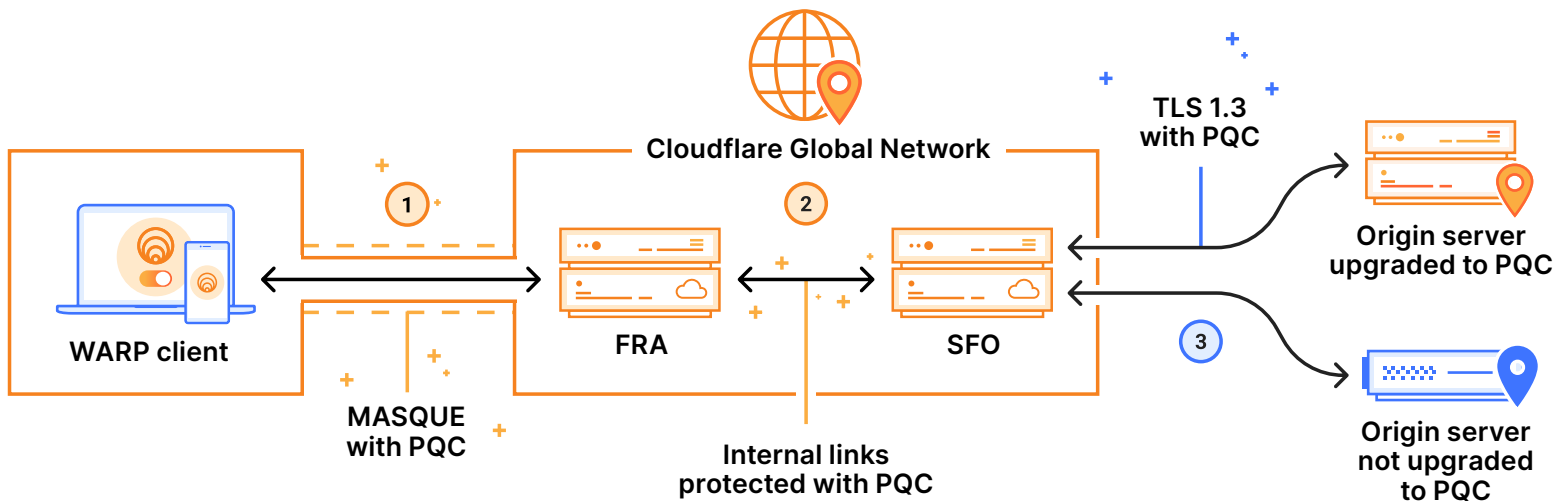 Cloudflare Global Network
TLS 1.3
with PQC
1
2
WARP client
FRA
SFO
Origin server
upgraded to PQC
3
MASQUE
with PQC
Internal links
protected with PQC
Origin server
not upgraded
to PQC